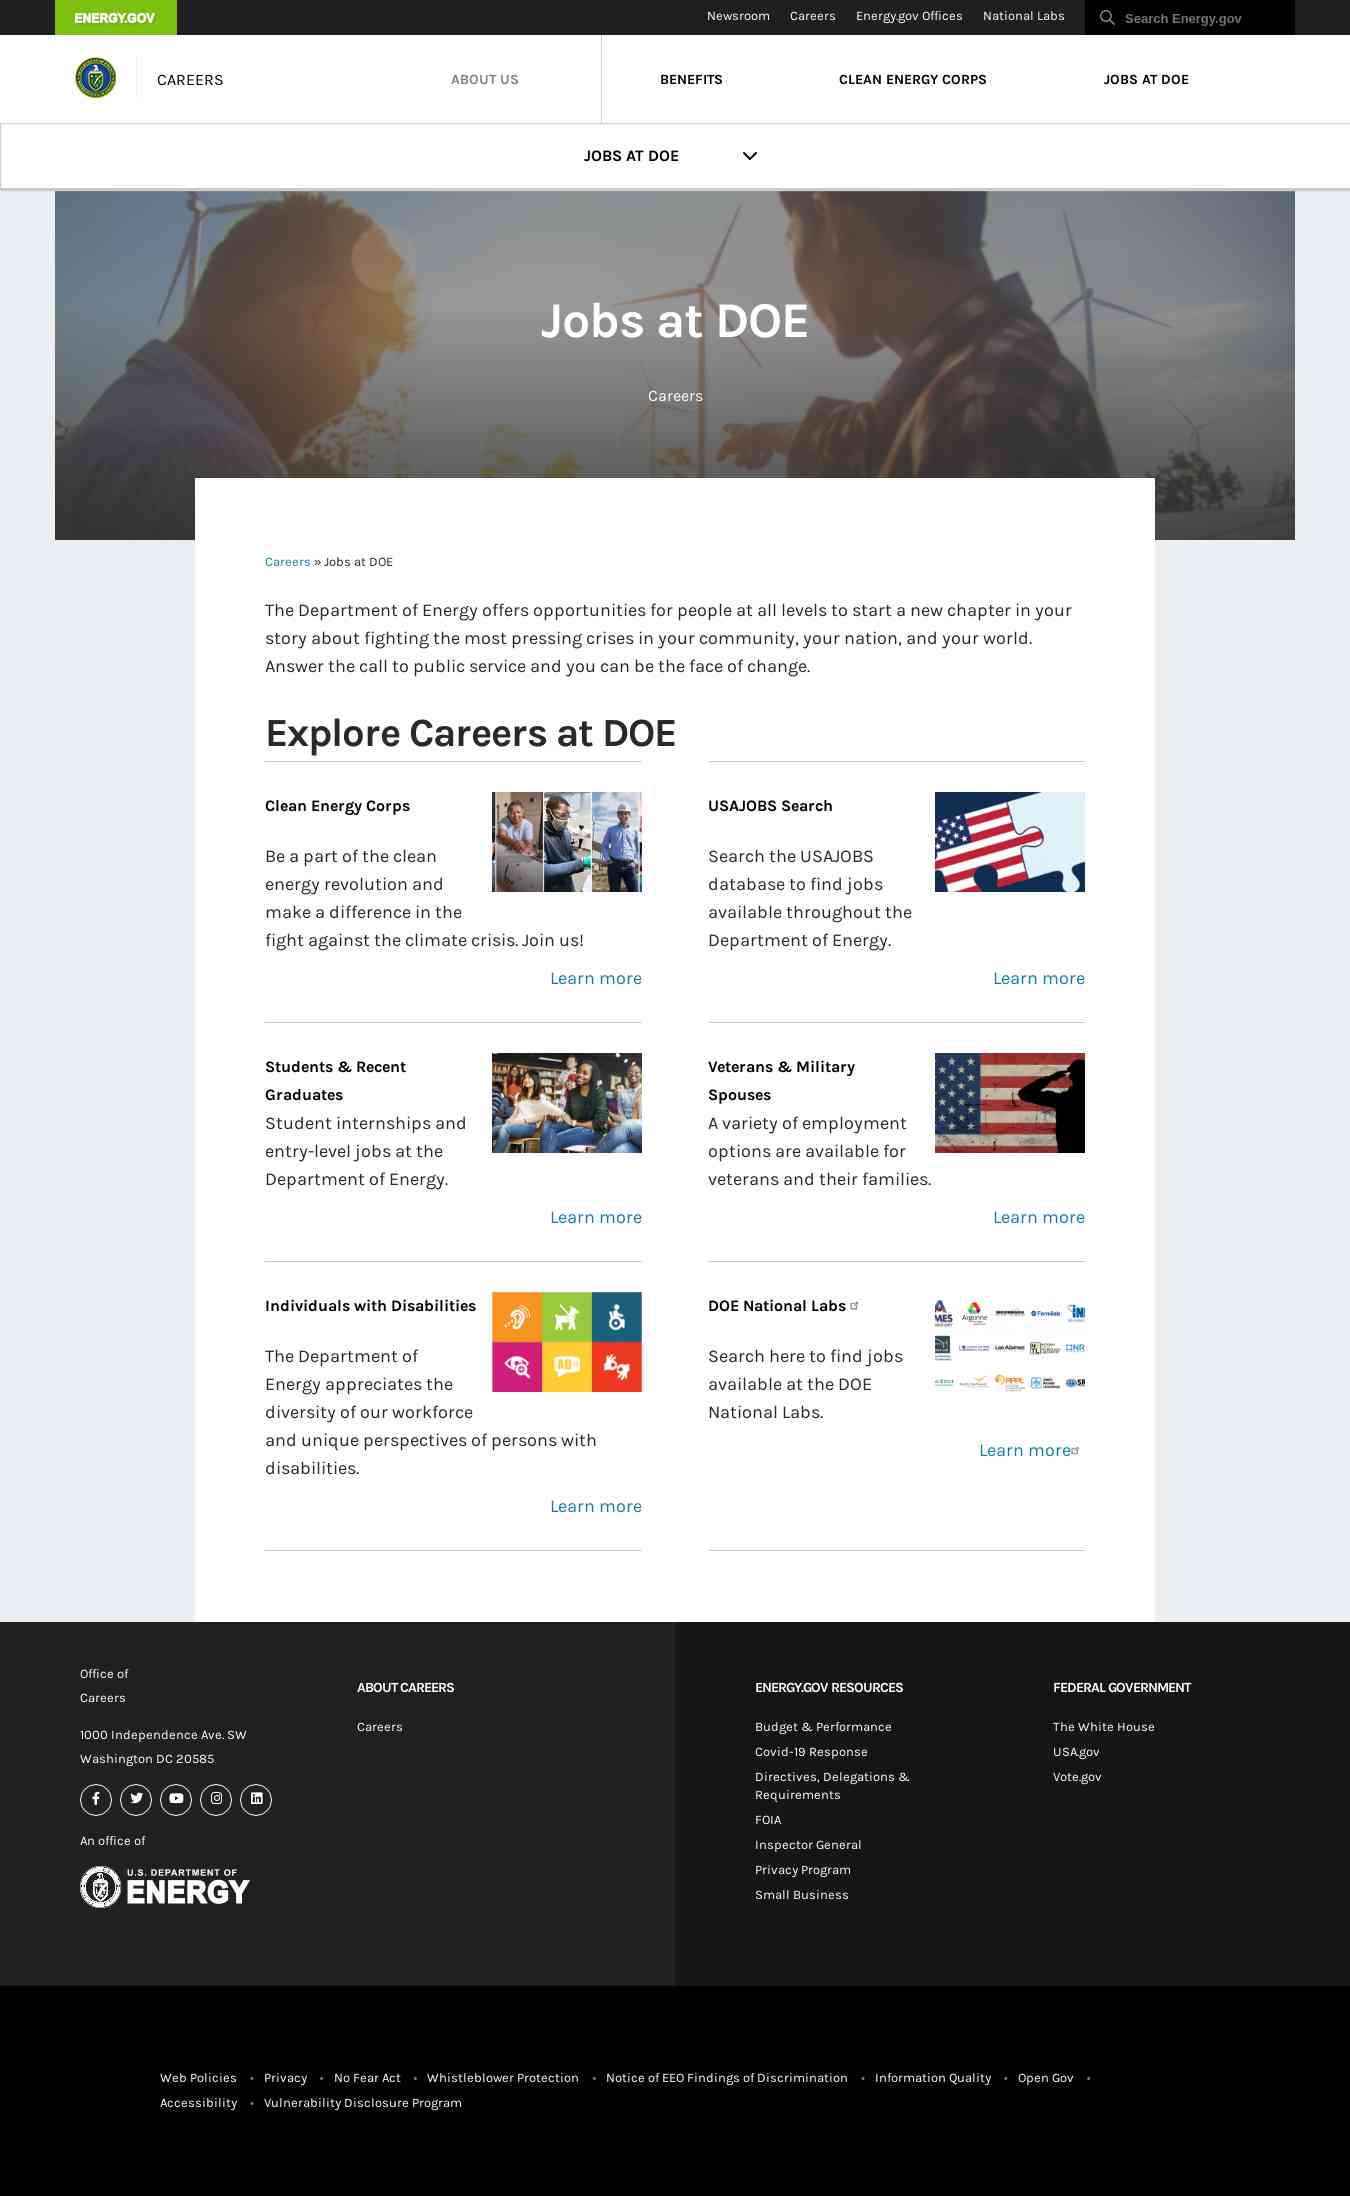 ENERGY.GOV
Newsroom
Careers
Energy.gov Offices
National Labs
Search Energy.gov
CAREERS
ABOUT US
BENEFITS
CLEAN ENERGY CORPS
JOBS AT DOE
JOBS AT DOE
Jobs at DOE
Careers
Careers » Jobs at DOE
The Department of Energy offers opportunities for people at all levels to start a new chapter in your
story about fighting the most pressing crises in your community, your nation, and your world.
Answer the call to public service and you can be the face of change.
Explore Careers at DOE
Clean Energy Corps
Be a part of the clean
energy revolution and
make a difference in the
fight against the climate crisis. Join us!
Learn more
USAJOBS Search
Search the USAJOBS
database to find jobs
available throughout the
Department of Energy.
Learn more
Students & Recent
Graduates
Student internships and
entry-level jobs at the
Department of Energy.
Learn more
Veterans & Military
Spouses
A variety of employment
options are available for
veterans and their families.
Learn more
Individuals with Disabilities
AD
The Department of
Energy appreciates the
diversity of our workforce
and unique perspectives of persons with
disabilities.
Learn more
DOE National Labs
Argonne
Fermilab
Los Alamos
PPPL
Search here to find jobs
available at the DOE
National Labs.
Learn more
Office of
Careers
1000 Independence Ave. SW
Washington DC 20585
An office of
U.S. DEPARTMENT OF
ENERGY
ABOUT CAREERS
Careers
ENERGY.GOV RESOURCES
Budget & Performance
Covid-19 Response
Directives, Delegations &
Requirements
FOIA
Inspector General
Privacy Program
Small Business
FEDERAL GOVERNMENT
The White House
USA.gov
Vote.gov
Web Policies • Privacy • No Fear Act • Whistleblower Protection • Notice of EEO Findings of Discrimination • Information Quality • Open Gov •
Accessibility • Vulnerability Disclosure Program